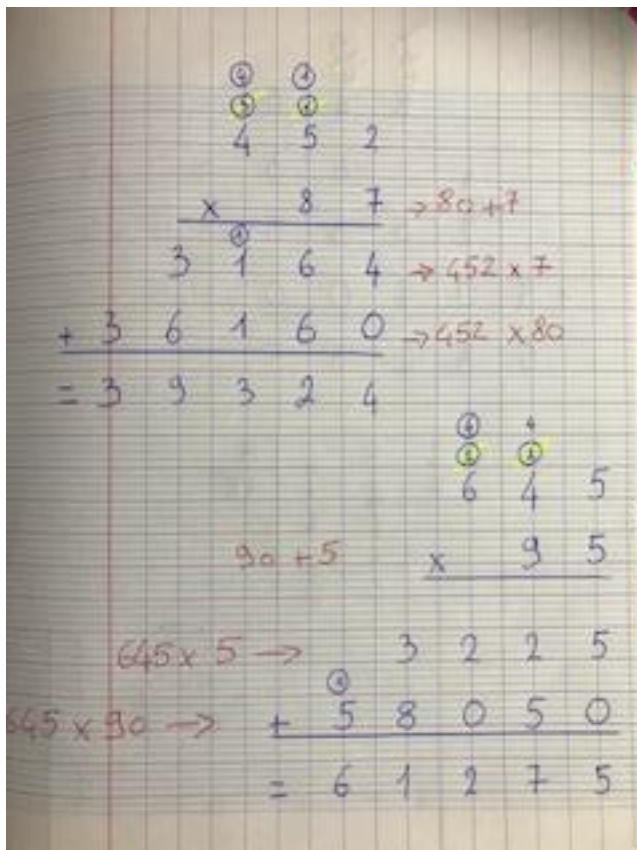 4 1
3 1
4 5 2
x 8 7 → 80 + 7
1
3 1 6 4 → 452 x 7
+ 3 6 1 6 0 → 452 x 80
= 3 9 3 2 4
4 4
2 2
6 4 5
90 + 5 x 9 5
645 x 5 → 3 2 2 5
1
645 x 90 → + 5 8 0 5 0
= 6 1 2 7 5